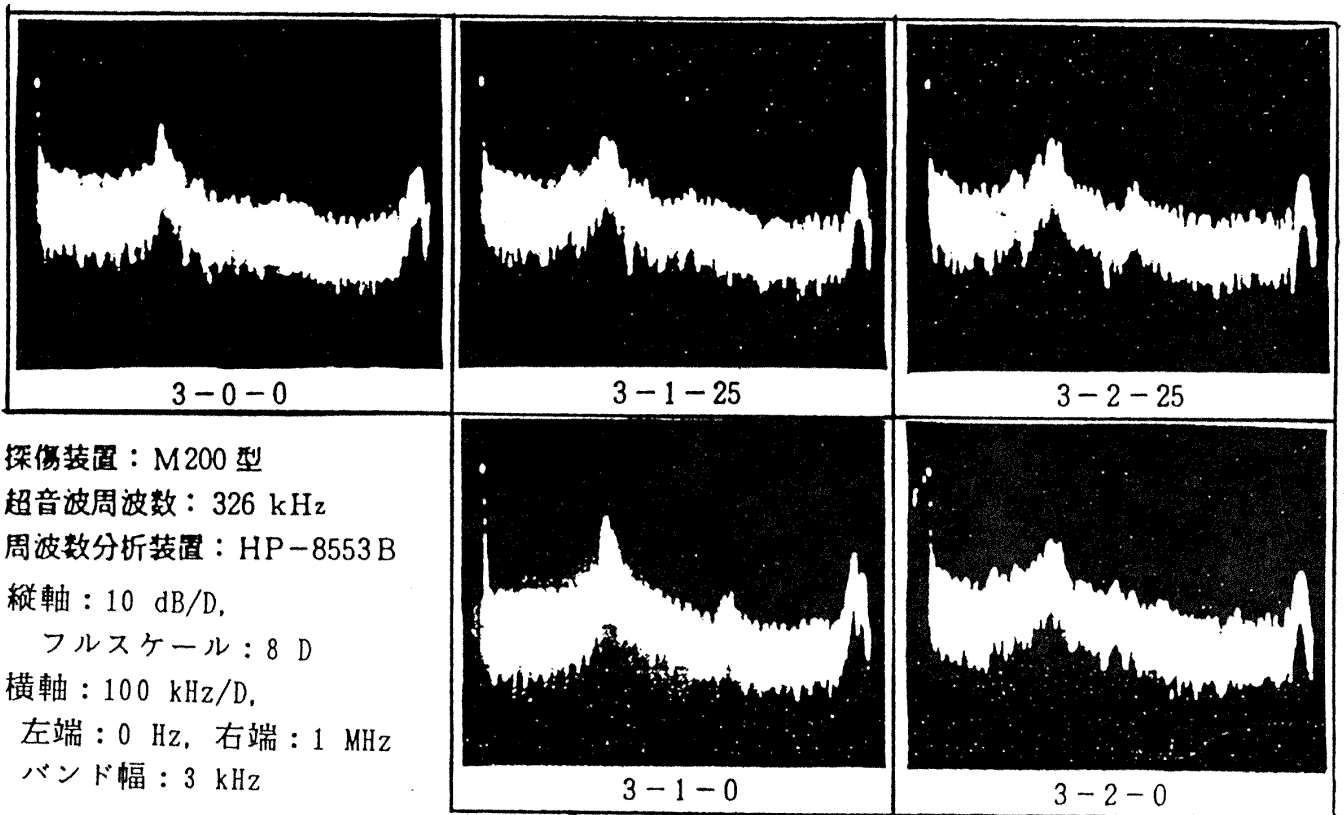 3-0-0
3-1-25
3-2-25
探傷装置：M200 型
超音波周波数：326 kHz
周波数分析装置：HP-8553B
縦軸：10 dB/D,
フルスケール：8 D
横軸：100 kHz/D,
左端：0 Hz, 右端：1 MHz
バンド幅：3 kHz
3-1-0
3-2-0